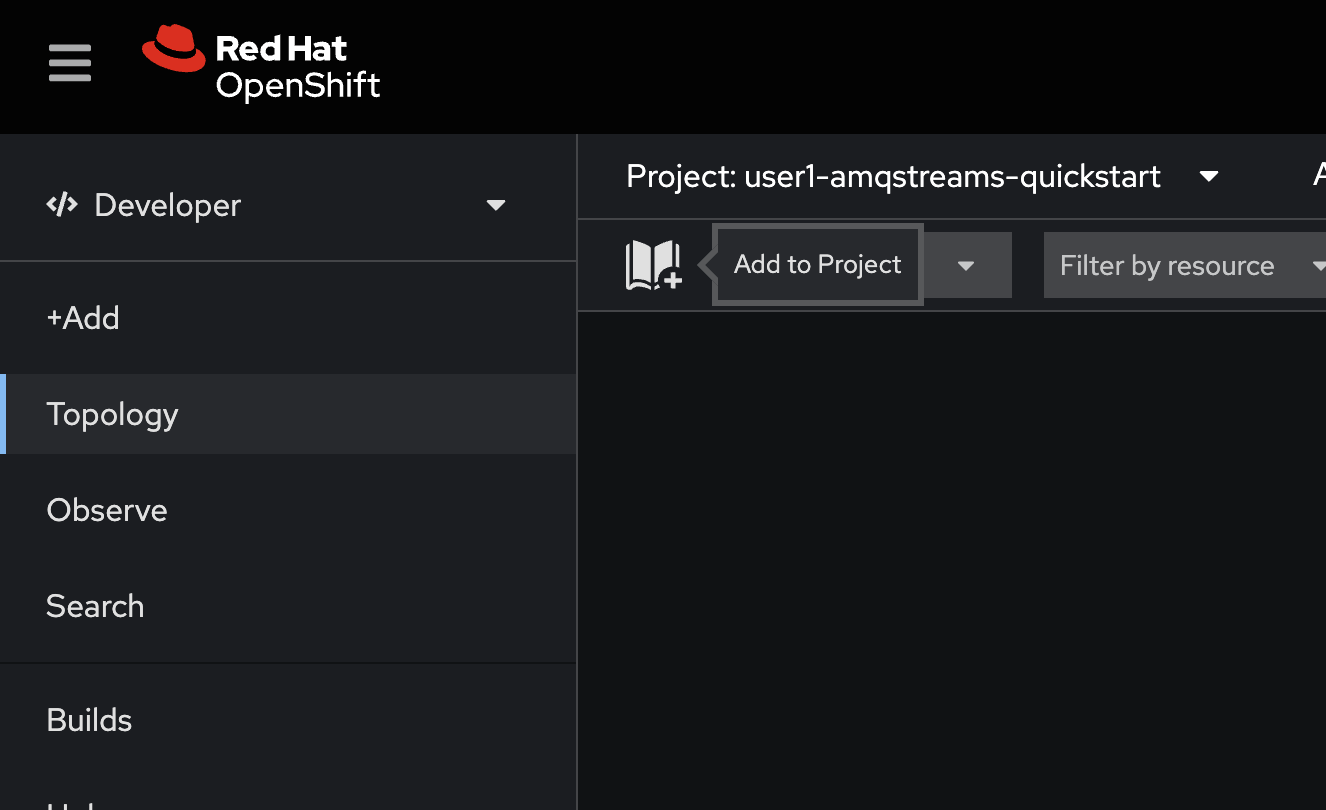 Red Hat
OpenShift
Developer
Project: user1-amqstreams-quickstart
Add to Project
Filter by resource
+Add
Topology
Observe
Search
Builds